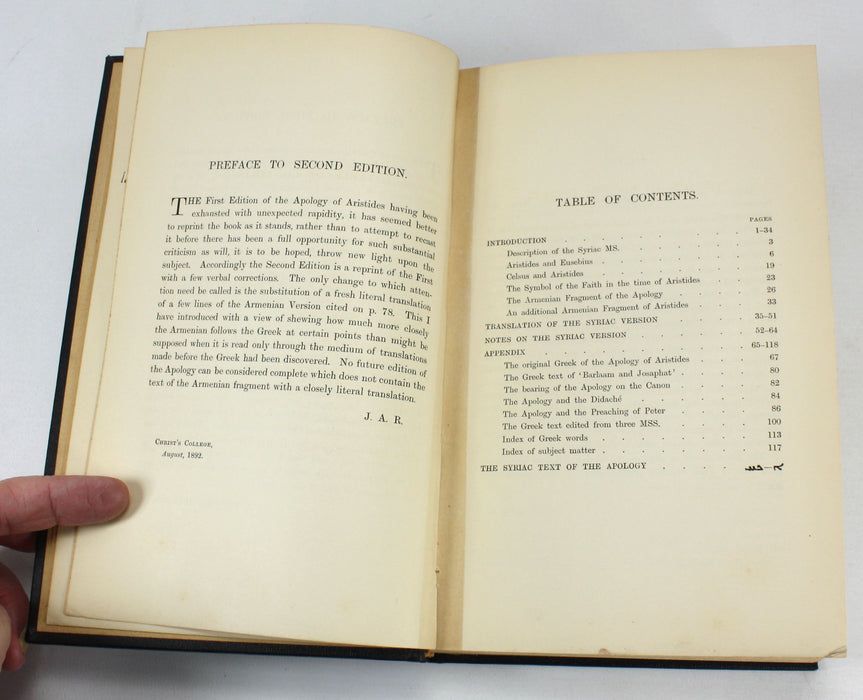 PREFACE TO SECOND EDITION.
THE First Edition of the Apology of Aristides having been
exhausted with unexpected rapidity, it has seemed better
to reprint the book as it stands, rather than to attempt to recast
it before there has been a full opportunity for such substantial
criticism as will, it is to be hoped, throw new light upon the
subject. Accordingly the Second Edition is a reprint of the First
with a few verbal corrections. The only change to which atten-
tion need be called is the substitution of a fresh literal translation
of a few lines of the Armenian Version cited on p. 78. This I
have introduced with a view of shewing how much more closely
the Armenian follows the Greek at certain points than might be
supposed when it is read only through the medium of translations
made before the Greek had been discovered. No future edition of
the Apology can be considered complete which does not contain the
text of the Armenian fragment with a closely literal translation.
J. A. R.
CHRIST'S COLLEGE,
August, 1892.
TABLE OF CONTENTS.
PAGES
INTRODUCTION . . . . . . . . 1–34
Description of the Syriac MS. . . . . . . 3
Aristides and Eusebius . . . . . . . 6
Celsus and Aristides . . . . . . . 19
The Symbol of the Faith in the time of Aristides . . . 23
The Armenian Fragment of the Apology . . . . 26
An additional Armenian Fragment of Aristides . . . 33
TRANSLATION OF THE SYRIAC VERSION . . . . 35–51
NOTES ON THE SYRIAC VERSION . . . . . 52–64
APPENDIX . . . . . . . . . 65–118
The original Greek of the Apology of Aristides . . . 67
The Greek text of 'Barlaam and Josaphat' . . . . 80
The bearing of the Apology on the Canon . . . . 82
The Apology and the Didaché . . . . . 84
The Apology and the Preaching of Peter . . . . 86
The Greek text edited from three MSS. . . . . 100
Index of Greek words . . . . . . 113
Index of subject matter . . . . . . 117
THE SYRIAC TEXT OF THE APOLOGY . . . .